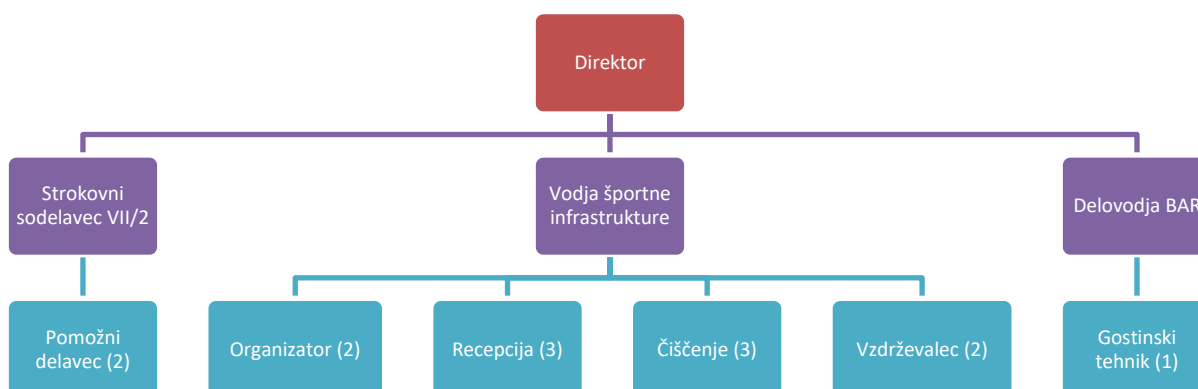 Direktor
Strokovni
sodelavec VII/2
Vodja športne
infrastrukture
Delovodja BAR
Pomožni
delavec (2)
Organizator (2)
Recepcija (3)
Čiščenje (3)
Vzdrževalec (2)
Gostinski
tehnik (1)